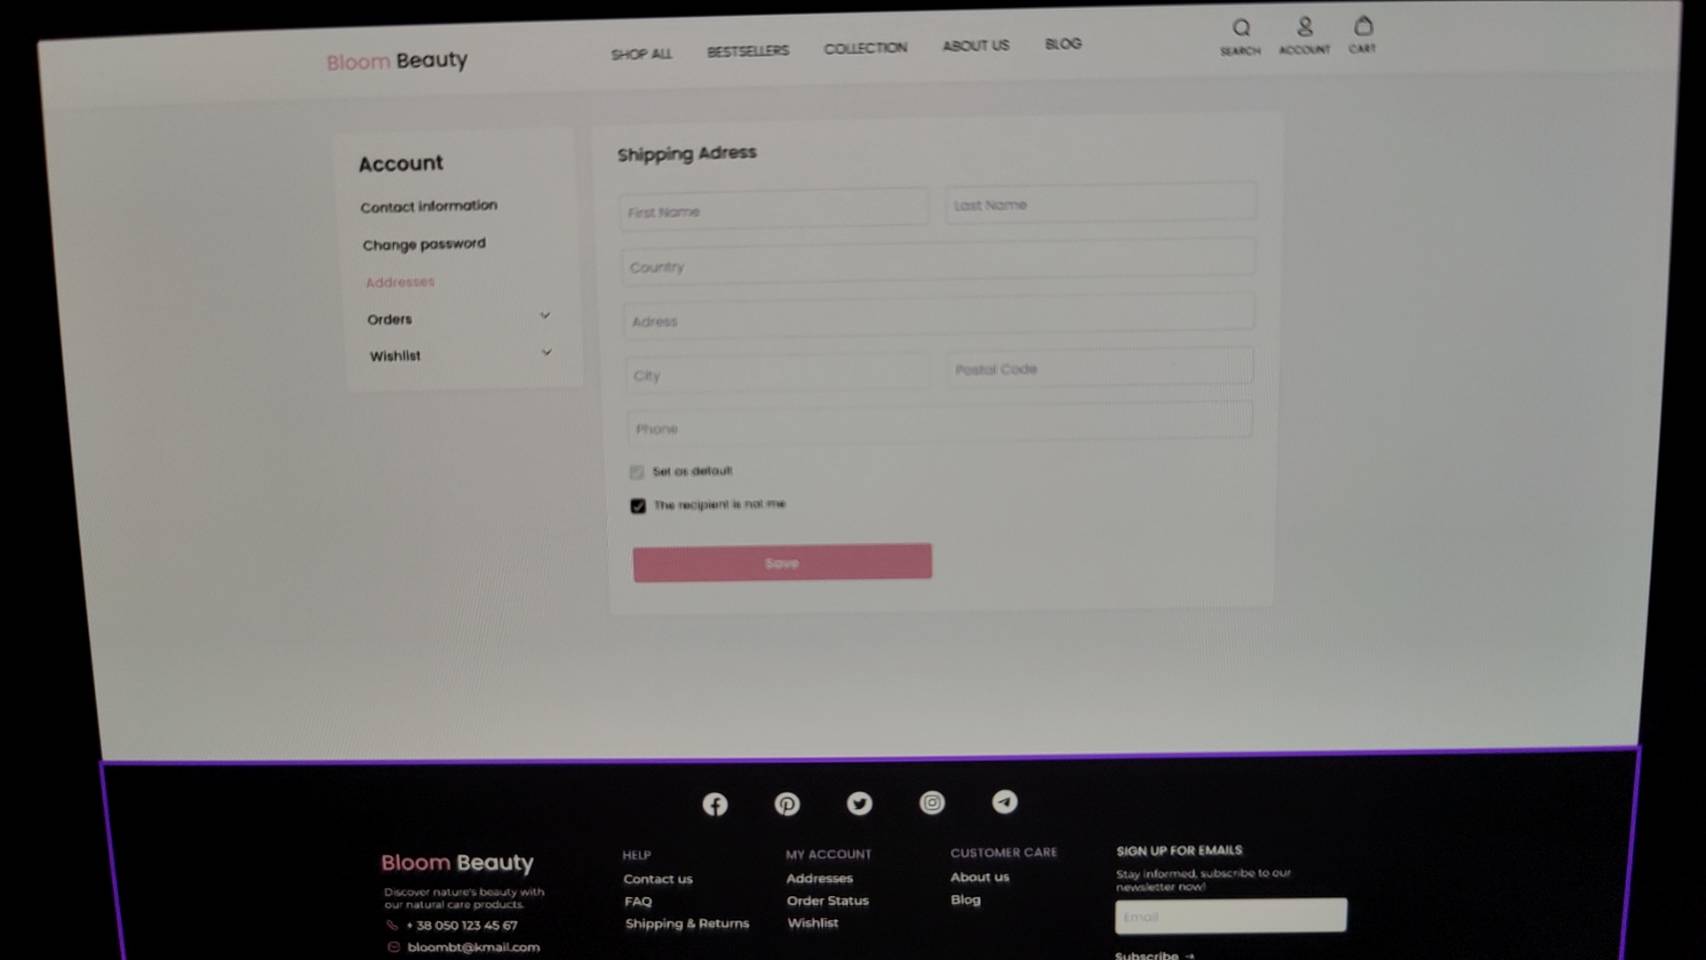 Bloom Beauty
SHOP ALL
BESTSELLERS
COLLECTION
ABOUT US
BLOG
SEARCH
ACCOUNT
CART
Account
Contact information
Change password
Addresses
Orders
Wishlist
Shipping Adress
First Name
Last Name
Country
Adress
City
Postal Code
Phone
Set as default
The recipient is not me
Save
Bloom Beauty
Discover nature's beauty with
our natural care products.
+ 38 050 123 45 67
bloombt@kmail.com
HELP
Contact us
FAQ
Shipping & Returns
MY ACCOUNT
Addresses
Order Status
Wishlist
CUSTOMER CARE
About us
Blog
SIGN UP FOR EMAILS
Stay informed, subscribe to our
newsletter now!
Email
Subscribe →